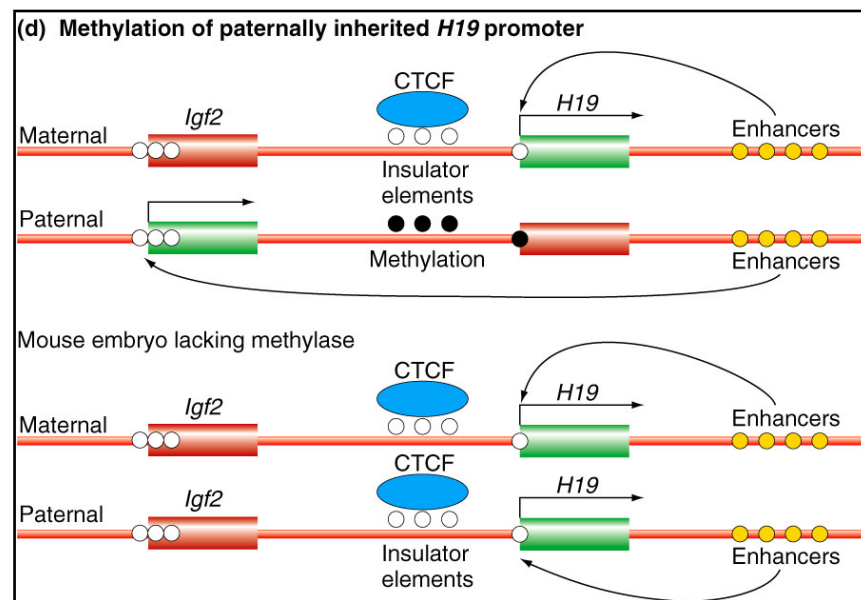 (d) Methylation of paternally inherited H19 promoter
CTCF
Igf2
H19
Maternal
Enhancers
Insulator
elements
Paternal
Methylation
Enhancers
Mouse embryo lacking methylase
CTCF
Igf2
H19
Maternal
Enhancers
CTCF
Igf2
H19
Paternal
Insulator
elements
Enhancers